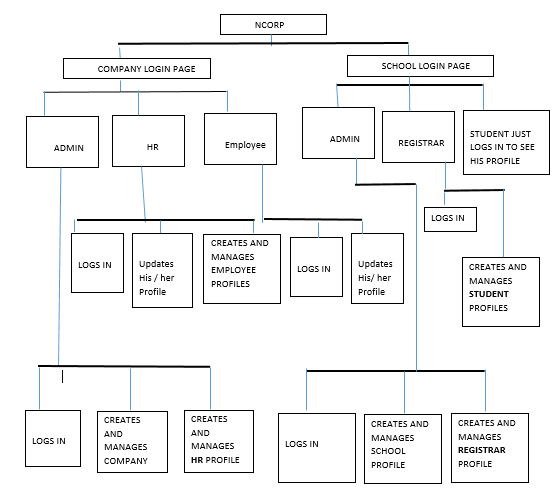 NCORP
COMPANY LOGIN PAGE
SCHOOL LOGIN PAGE
ADMIN
HR
Employee
ADMIN
REGISTRAR
STUDENT JUST
LOGS IN TO SEE
HIS PROFILE
LOGS IN
LOGS IN
Updates
His / her
Profile
CREATES AND
MANAGES
EMPLOYEE
PROFILES
LOGS IN
Updates
His/ her
Profile
CREATES AND
MANAGES
STUDENT
PROFILES
LOGS IN
CREATES
AND
MANAGES
COMPANY
CREATES
AND
MANAGES
HR PROFILE
LOGS IN
CREATES AND
MANAGES
SCHOOL
PROFILE
CREATES AND
MANAGES
REGISTRAR
PROFILE